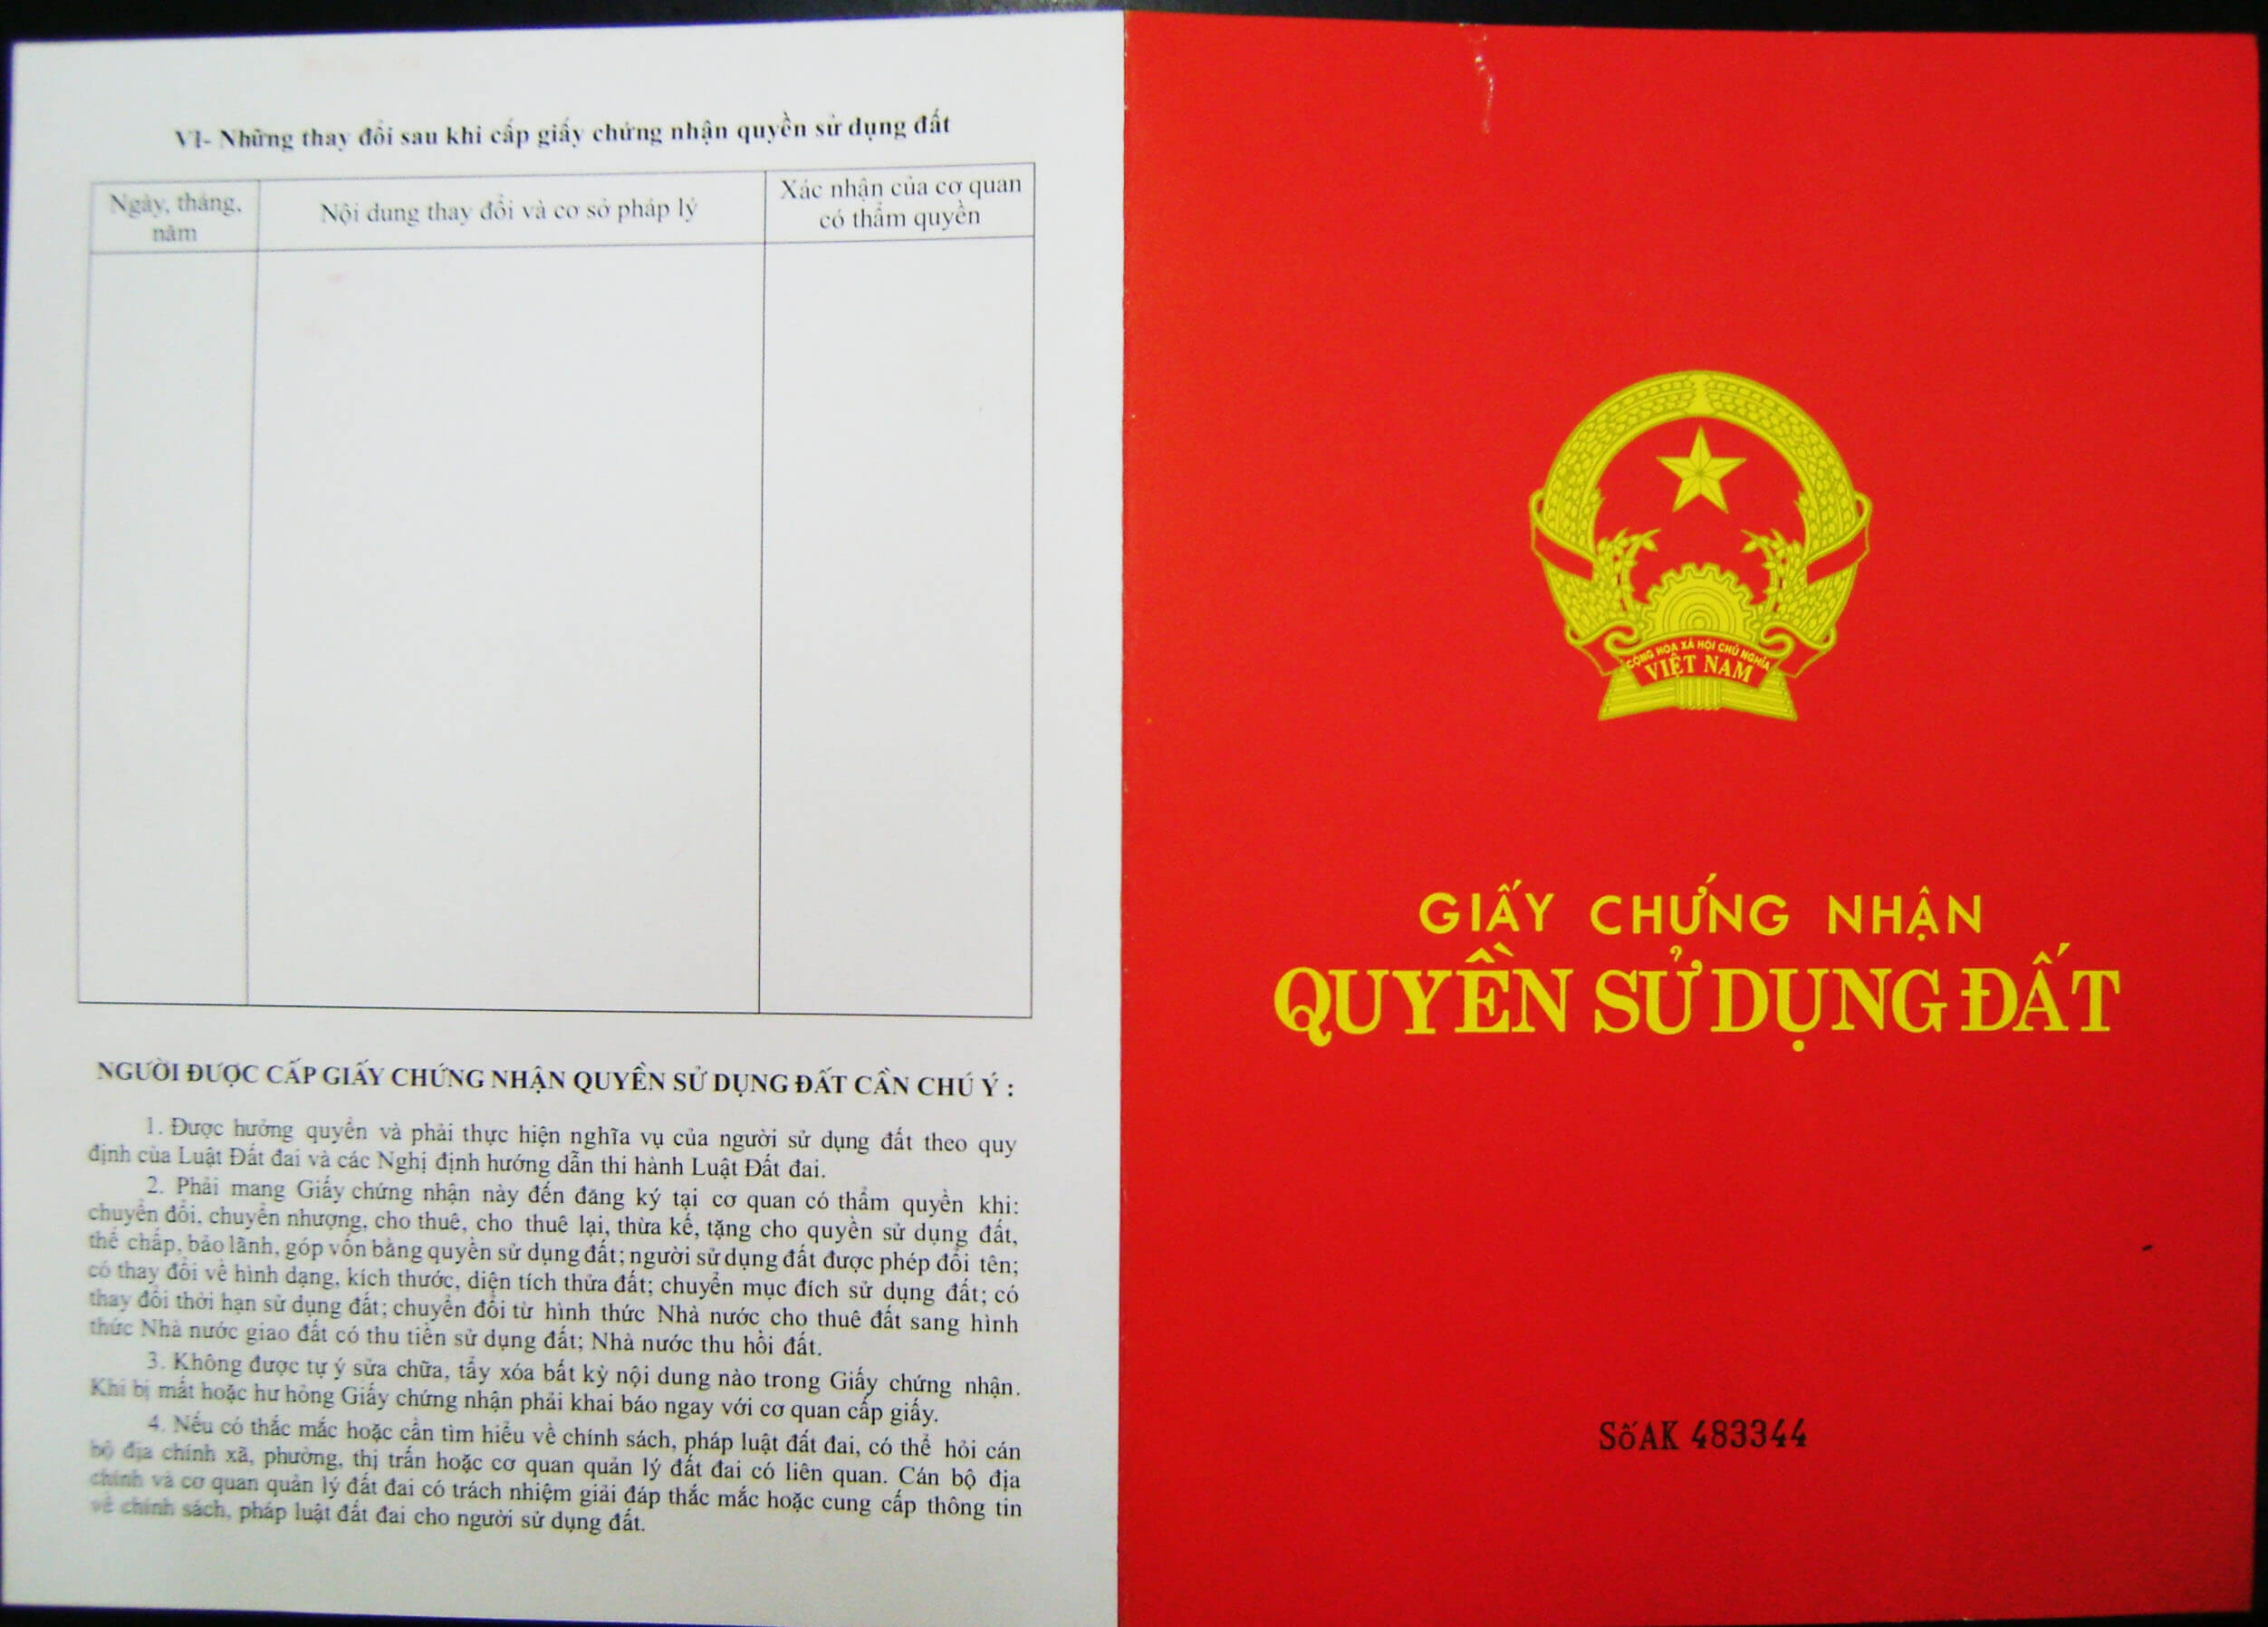 VI- Những thay đổi sau khi cấp giấy chứng nhận quyền sử dụng đất
Ngày, tháng,
năm
Nội dung thay đổi và cơ sở pháp lý
Xác nhận của cơ quan
có thẩm quyền
NGƯỜI ĐƯỢC CẤP GIẤY CHỨNG NHẬN QUYỀN SỬ DỤNG ĐẤT CẦN CHÚ Ý :
1. Được hưởng quyền và phải thực hiện nghĩa vụ của người sử dụng đất theo quy
định của Luật Đất đai và các Nghị định hướng dẫn thi hành Luật Đất đai.
2. Phải mang Giấy chứng nhận này đến đăng ký tại cơ quan có thẩm quyền khi:
chuyển đổi, chuyển nhượng, cho thuê, cho thuê lại, thừa kế, tặng cho quyền sử dụng đất,
thế chấp, bảo lãnh, góp vốn bằng quyền sử dụng đất; người sử dụng đất được phép đổi tên;
có thay đổi về hình dạng, kích thước, diện tích thửa đất; chuyển mục đích sử dụng đất; có
thay đổi thời hạn sử dụng đất; chuyển đổi từ hình thức Nhà nước cho thuê đất sang hình
thức Nhà nước giao đất có thu tiền sử dụng đất; Nhà nước thu hồi đất.
3. Không được tự ý sửa chữa, tẩy xóa bất kỳ nội dung nào trong Giấy chứng nhận.
Khi bị mất hoặc hư hỏng Giấy chứng nhận phải khai báo ngay với cơ quan cấp giấy.
4. Nếu có thắc mắc hoặc cần tìm hiểu về chính sách, pháp luật đất đai, có thể hỏi cán
bộ địa chính xã, phường, thị trấn hoặc cơ quan quản lý đất đai có liên quan. Cán bộ địa
chính và cơ quan quản lý đất đai có trách nhiệm giải đáp thắc mắc hoặc cung cấp thông tin
về chính sách, pháp luật đất đai cho người sử dụng đất.
CỘNG HÒA XÃ HỘI CHỦ NGHĨA
VIỆT NAM
GIẤY CHỨNG NHẬN
QUYỀN SỬ DỤNG ĐẤT
Số AK 483344